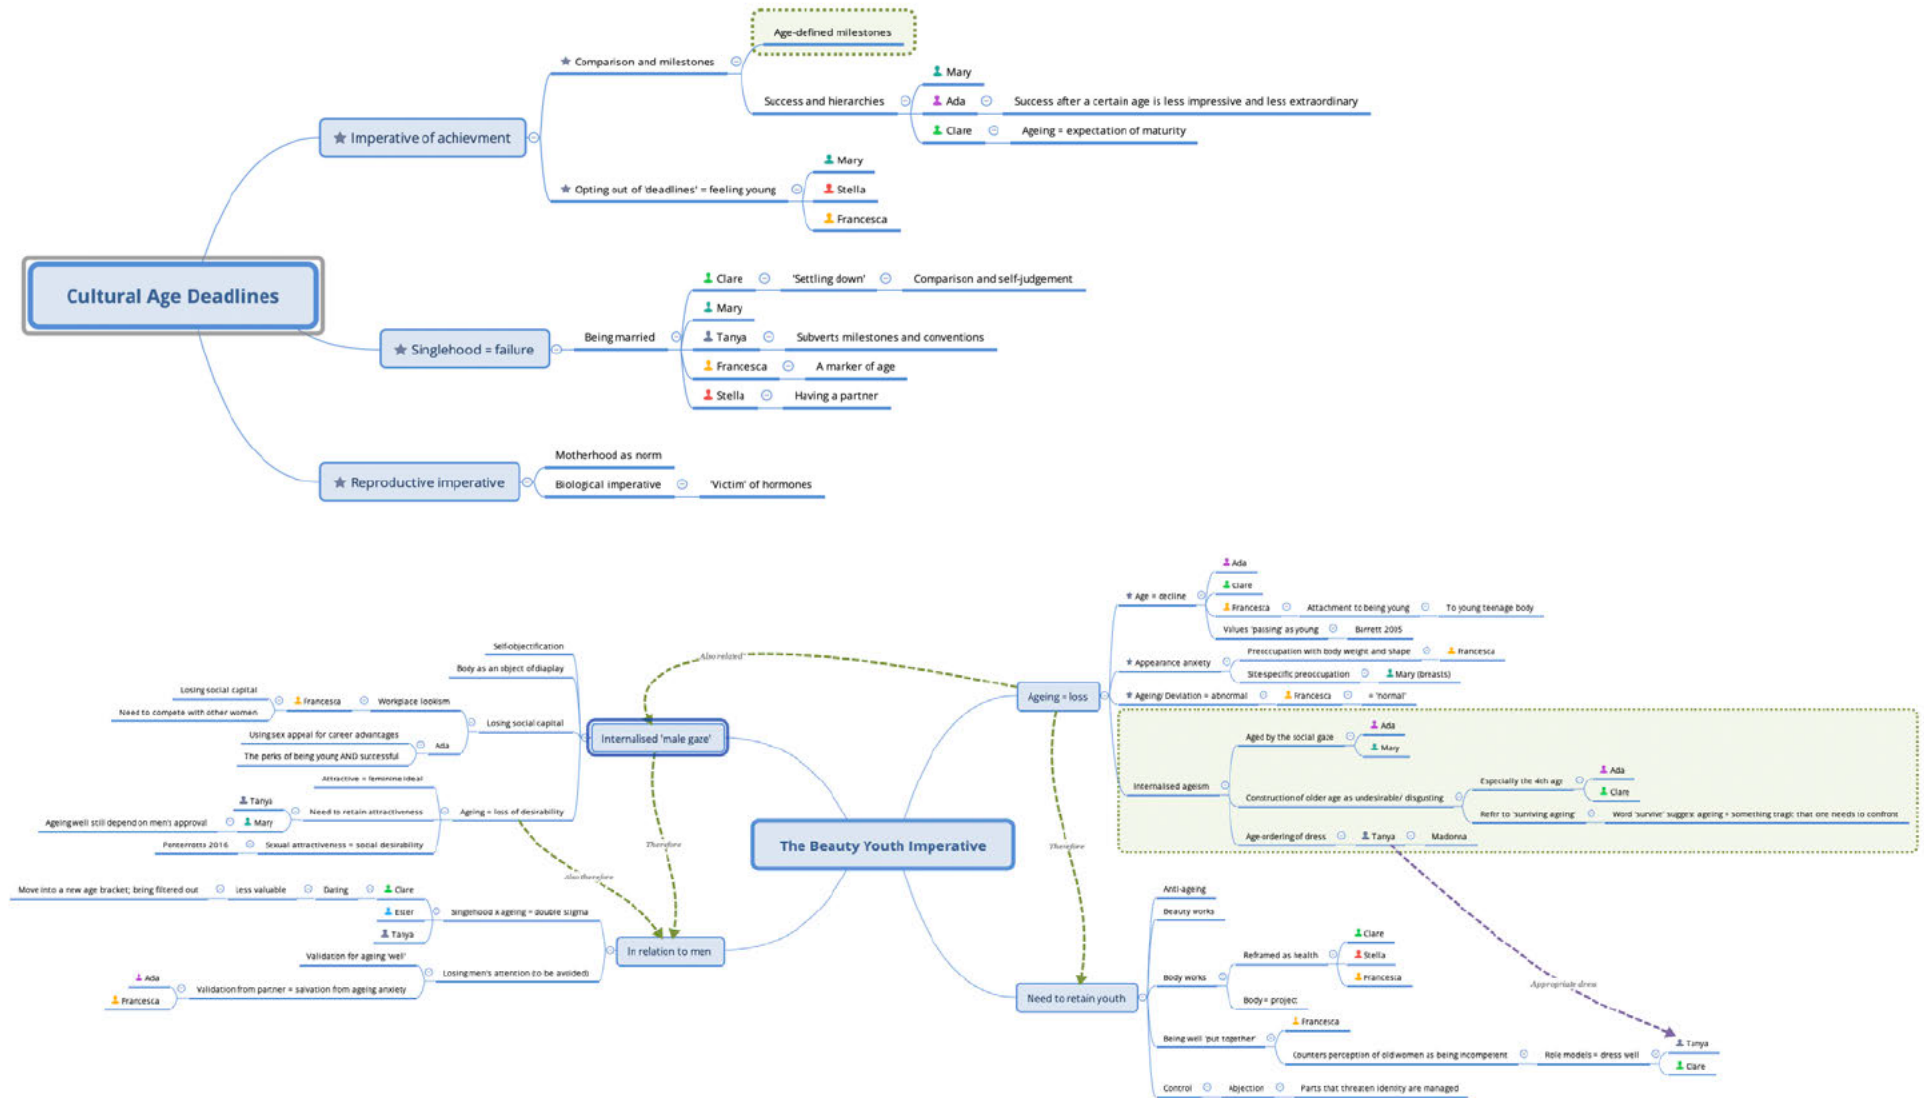 Age-defined milestones
Comparison and milestones
Mary
Success and hierarchies
Ada
Success after a certain age is less impressive and less extraordinary
Clare
Ageing = expectation of maturity
Imperative of achievment
Mary
Opting out of 'deadlines' = feeling young
Stella
Francesca
Cultural Age Deadlines
Clare
'Settling down'
Comparison and self-judgement
Mary
Singlehood = failure
Being married
Tanya
Subverts milestones and conventions
Francesca
A marker of age
Stella
Having a partner
Reproductive imperative
Motherhood as norm
Biological imperative
'Victim' of hormones
The Beauty Youth Imperative
Internalised 'male gaze'
Self-objectification
Body as an object of display
Losing social capital
Workplace lookism
Francesca
Losing social capital
Need to compete with other women
Ada
Using sex appeal for career advantages
The perks of being young AND successful
Ageing = loss of desirability
Attractive = feminine ideal
Need to retain attractiveness
Tanya
Mary
Ageing well still depend on men's approval
Sexual attractiveness = social desirability
2016
In relation to men
Singlehood x ageing = double stigma
Clare
Dating
Less valuable
Move into a new age bracket; being filtered out
Ester
Tanya
Losing men's attention (to be avoided)
Validation for ageing 'well'
Validation from partner = salvation from ageing anxiety
Ada
Francesca
Also related
Therefore
Also therefore
Therefore
Ageing = loss
Age = decline
Ada
Clare
Francesca
Attachment to being young
To young teenage body
Values 'passing' as young
Barrett 2005
Appearance anxiety
Preoccupation with body weight and shape
Francesca
Site specific preoccupation
Mary (breasts)
Ageing/ Deviation = abnormal
Francesca
= 'normal'
Internalised ageism
Aged by the social gaze
Ada
Mary
Construction of older age as undesirable/ disgusting
Especially the 4th age
Ada
Clare
Refer to 'surviving ageing'
Word 'survive' suggest ageing = something tragic that one needs to confront
Age-ordering of dress
Tanya
Madonna
Appropriate dress
Need to retain youth
Anti-ageing
Beauty works
Body works
Reframed as health
Clare
Stella
Francesca
Body = project
Being well 'put together'
Francesca
Counters perception of old women as being incompetent
Role models = dress well
Tanya
Clare
Control
Abjection
Parts that threaten identity are managed